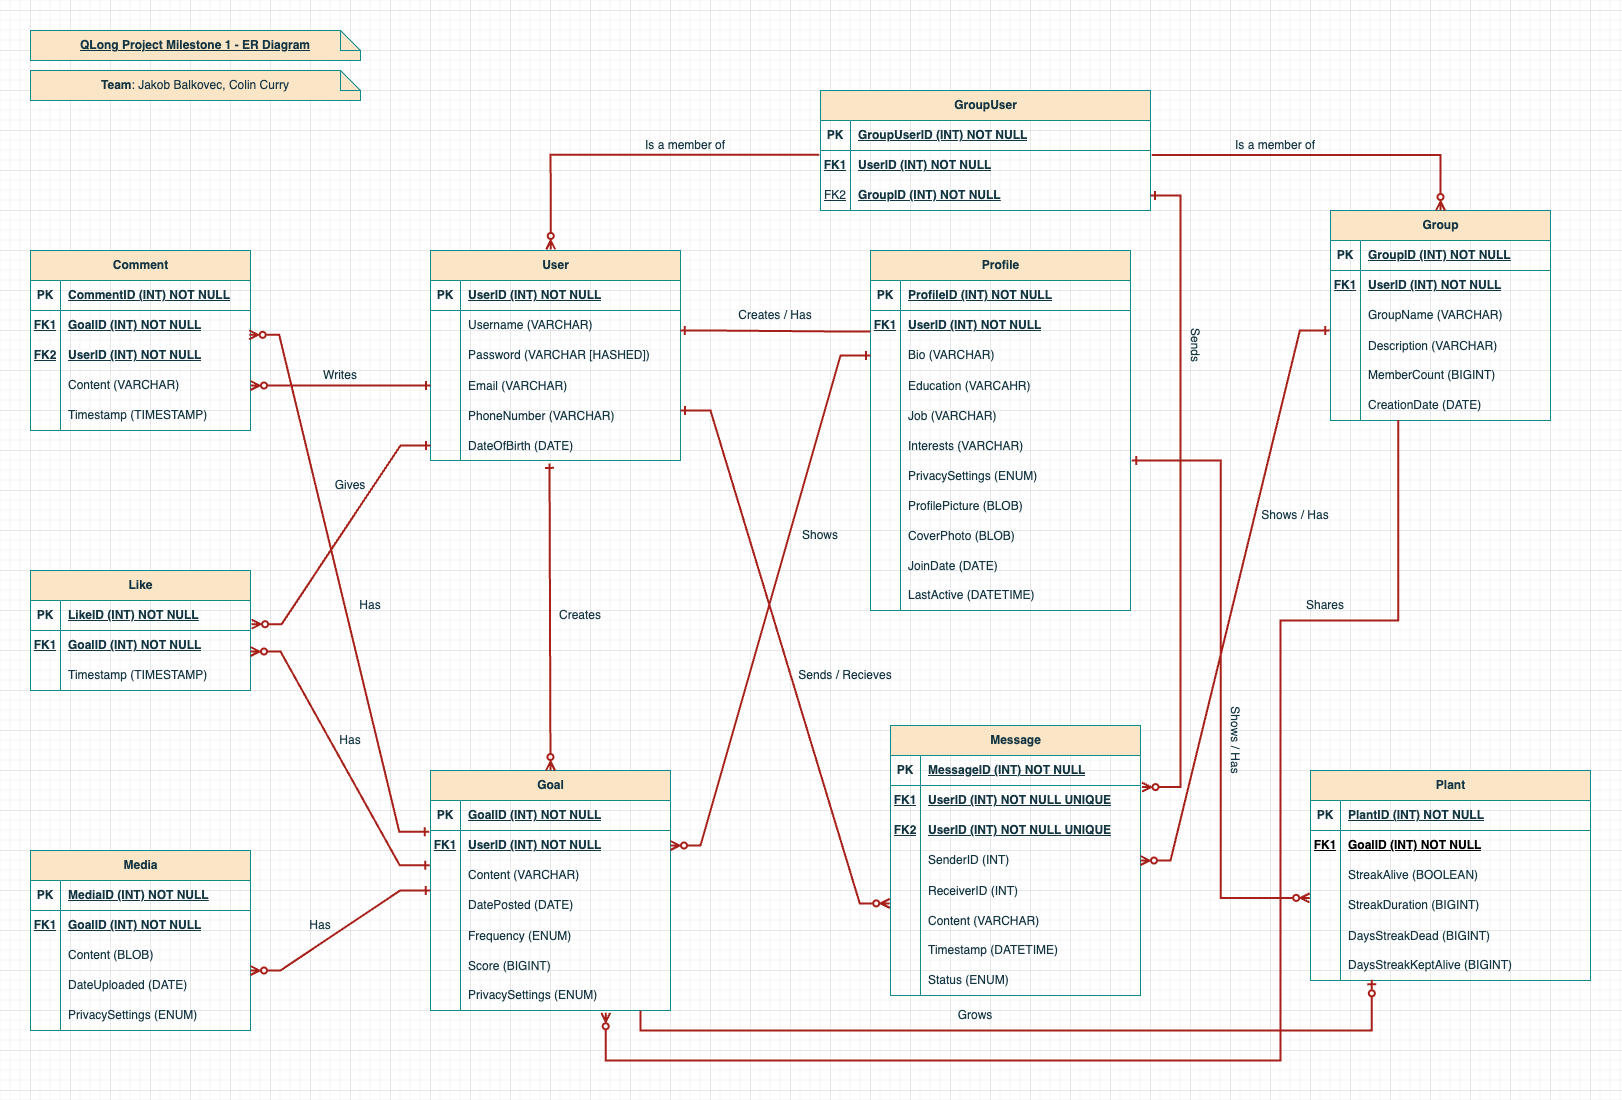 QLong Project Milestone 1 - ER Diagram
Team: Jakob Balkovec, Colin Curry
GroupUser
PK GroupUserID (INT) NOT NULL
FK1 UserID (INT) NOT NULL
FK2 GroupID (INT) NOT NULL
Is a member of
Is a member of
Group
PK GroupID (INT) NOT NULL
FK1 UserID (INT) NOT NULL
GroupName (VARCHAR)
Description (VARCHAR)
MemberCount (BIGINT)
CreationDate (DATE)
Comment
PK CommentID (INT) NOT NULL
FK1 GoalID (INT) NOT NULL
FK2 UserID (INT) NOT NULL
Content (VARCHAR)
Timestamp (TIMESTAMP)
Writes
User
PK UserID (INT) NOT NULL
Username (VARCHAR)
Password (VARCHAR [HASHED])
Email (VARCHAR)
PhoneNumber (VARCHAR)
DateOfBirth (DATE)
Creates / Has
Profile
PK ProfileID (INT) NOT NULL
FK1 UserID (INT) NOT NULL
Bio (VARCHAR)
Education (VARCAHR)
Job (VARCHAR)
Interests (VARCHAR)
PrivacySettings (ENUM)
ProfilePicture (BLOB)
CoverPhoto (BLOB)
JoinDate (DATE)
LastActive (DATETIME)
Sends
Gives
Shows
Shows / Has
Has
Creates
Shares
Like
PK LikeID (INT) NOT NULL
FK1 GoalID (INT) NOT NULL
Timestamp (TIMESTAMP)
Sends / Recieves
Has
Shows / Has
Goal
PK GoalID (INT) NOT NULL
FK1 UserID (INT) NOT NULL
Content (VARCHAR)
DatePosted (DATE)
Frequency (ENUM)
Score (BIGINT)
PrivacySettings (ENUM)
Message
PK MessageID (INT) NOT NULL
FK1 UserID (INT) NOT NULL UNIQUE
FK2 UserID (INT) NOT NULL UNIQUE
SenderID (INT)
ReceiverID (INT)
Content (VARCHAR)
Timestamp (DATETIME)
Status (ENUM)
Plant
PK PlantID (INT) NOT NULL
FK1 GoalID (INT) NOT NULL
StreakAlive (BOOLEAN)
StreakDuration (BIGINT)
DaysStreakDead (BIGINT)
DaysStreakKeptAlive (BIGINT)
Media
PK MediaID (INT) NOT NULL
FK1 GoalID (INT) NOT NULL
Content (BLOB)
DateUploaded (DATE)
PrivacySettings (ENUM)
Has
Grows